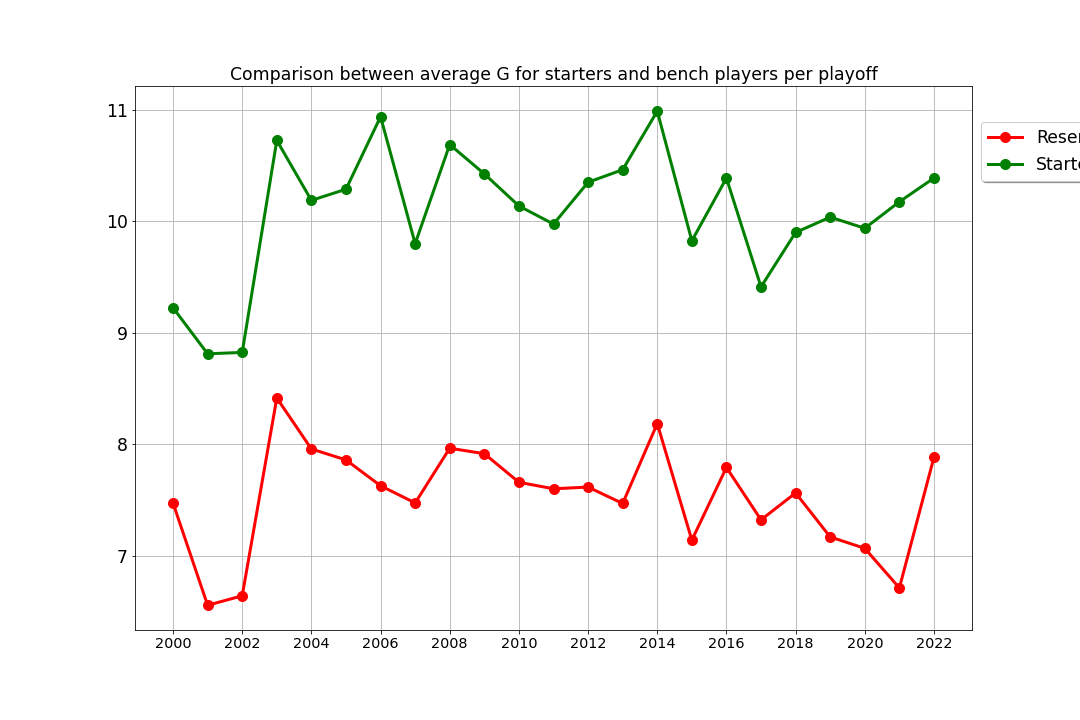 Comparison between average G for starters and bench players per playoff
11
10
9
8
7
Reser
Starte
2000 2002 2004 2006 2008 2010 2012 2014 2016 2018 2020 2022